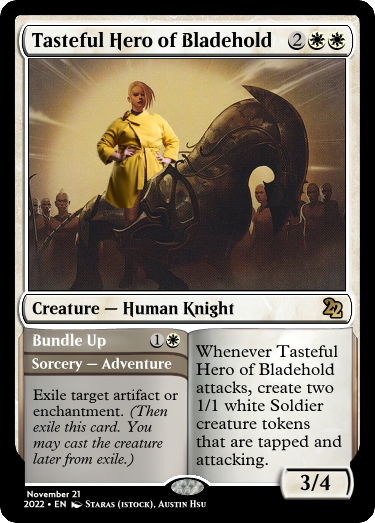 Tasteful Hero of Bladehold 2
Creature — Human Knight 22
Bundle Up 1
Sorcery — Adventure
Exile target artifact or
enchantment. (Then
exile this card. You
may cast the creature
later from exile.)
Whenever Tasteful
Hero of Bladehold
attacks, create two
1/1 white Soldier
creature tokens
that are tapped and
attacking.
3/4
November 21
2022 • EN Staras (istock), Austin Hsu